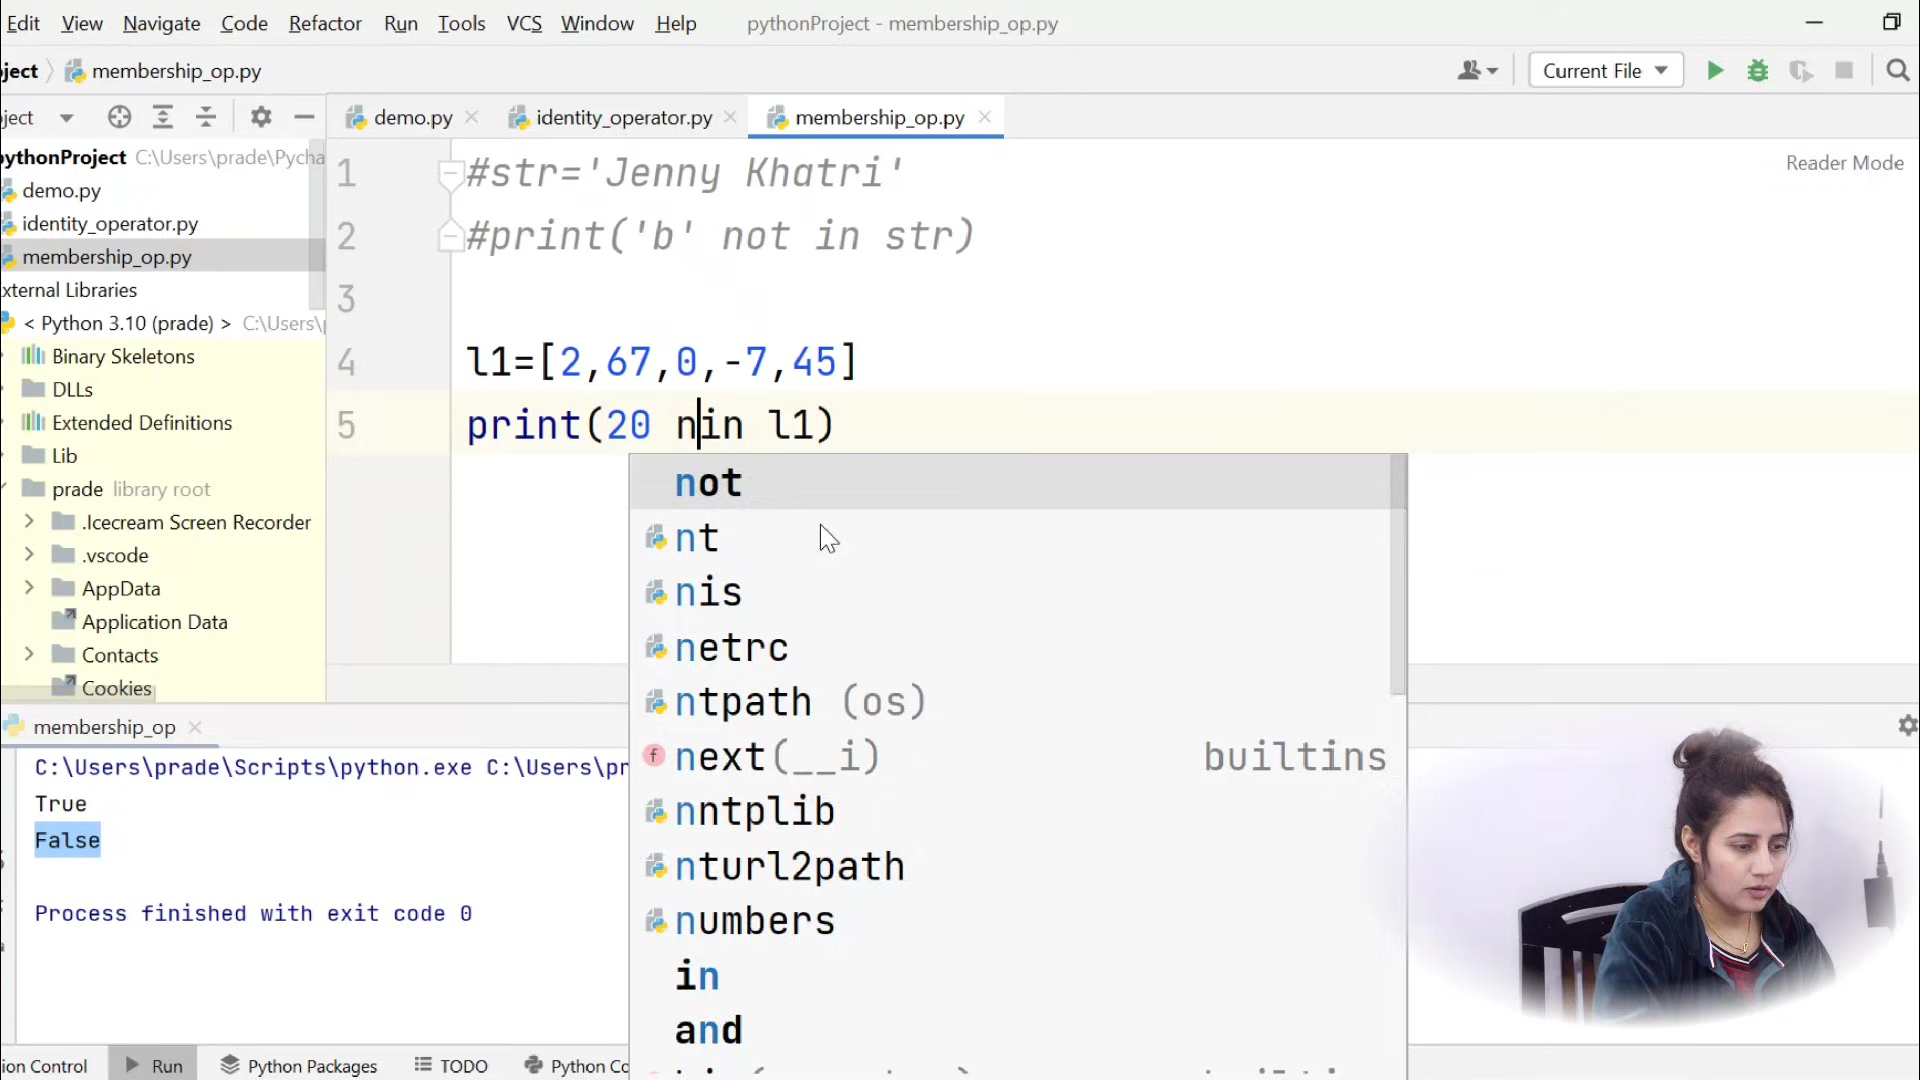 Edit View Navigate Code Refactor Run Tools VCS Window Help pythonProject - membership_op.py
ject membership_op.py Current File
ject demo.py identity_operator.py membership_op.py
pythonProject C:\Users\prade\Pycha
demo.py
identity_operator.py
membership_op.py
xternal Libraries
< Python 3.10 (prade) > C:\Users\
Binary Skeletons
DLLs
Extended Definitions
Lib
prade library root
.Icecream Screen Recorder
.vscode
AppData
Application Data
Contacts
Cookies
Reader Mode
1 #str='Jenny Khatri'
2 #print('b' not in str)
3
4 l1=[2,67,0,-7,45]
5 print(20 nin l1)
not
nt
nis
netrc
ntpath (os)
next(__i) builtins
nntplib
nturl2path
numbers
in
and
membership_op
C:\Users\prade\Scripts\python.exe C:\Users\pr
True
False
Process finished with exit code 0
ion Control Run Python Packages TODO Python Co